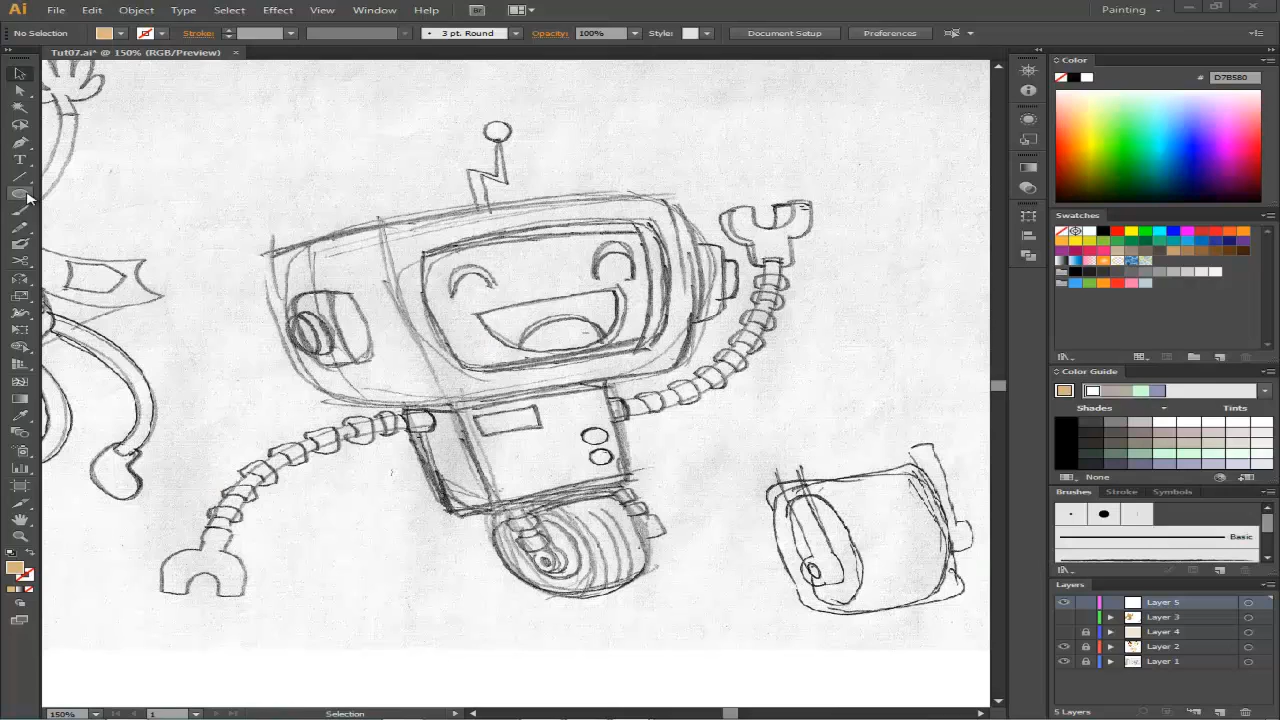 Ai File Edit Object Type Select Effect View Window Help Br Painting
No Selection Stroke: 3 pt. Round Opacity: 100% Style: Document Setup Preferences
Tut07.ai* @ 150% (RGB/Preview)
Color
# D7B580
Swatches
Color Guide
Shades Tints
None
Brushes Stroke Symbols
Basic
Layers
Layer 5
Layer 3
Layer 4
Layer 2
Layer 1
150% 1 Selection 5 Layers